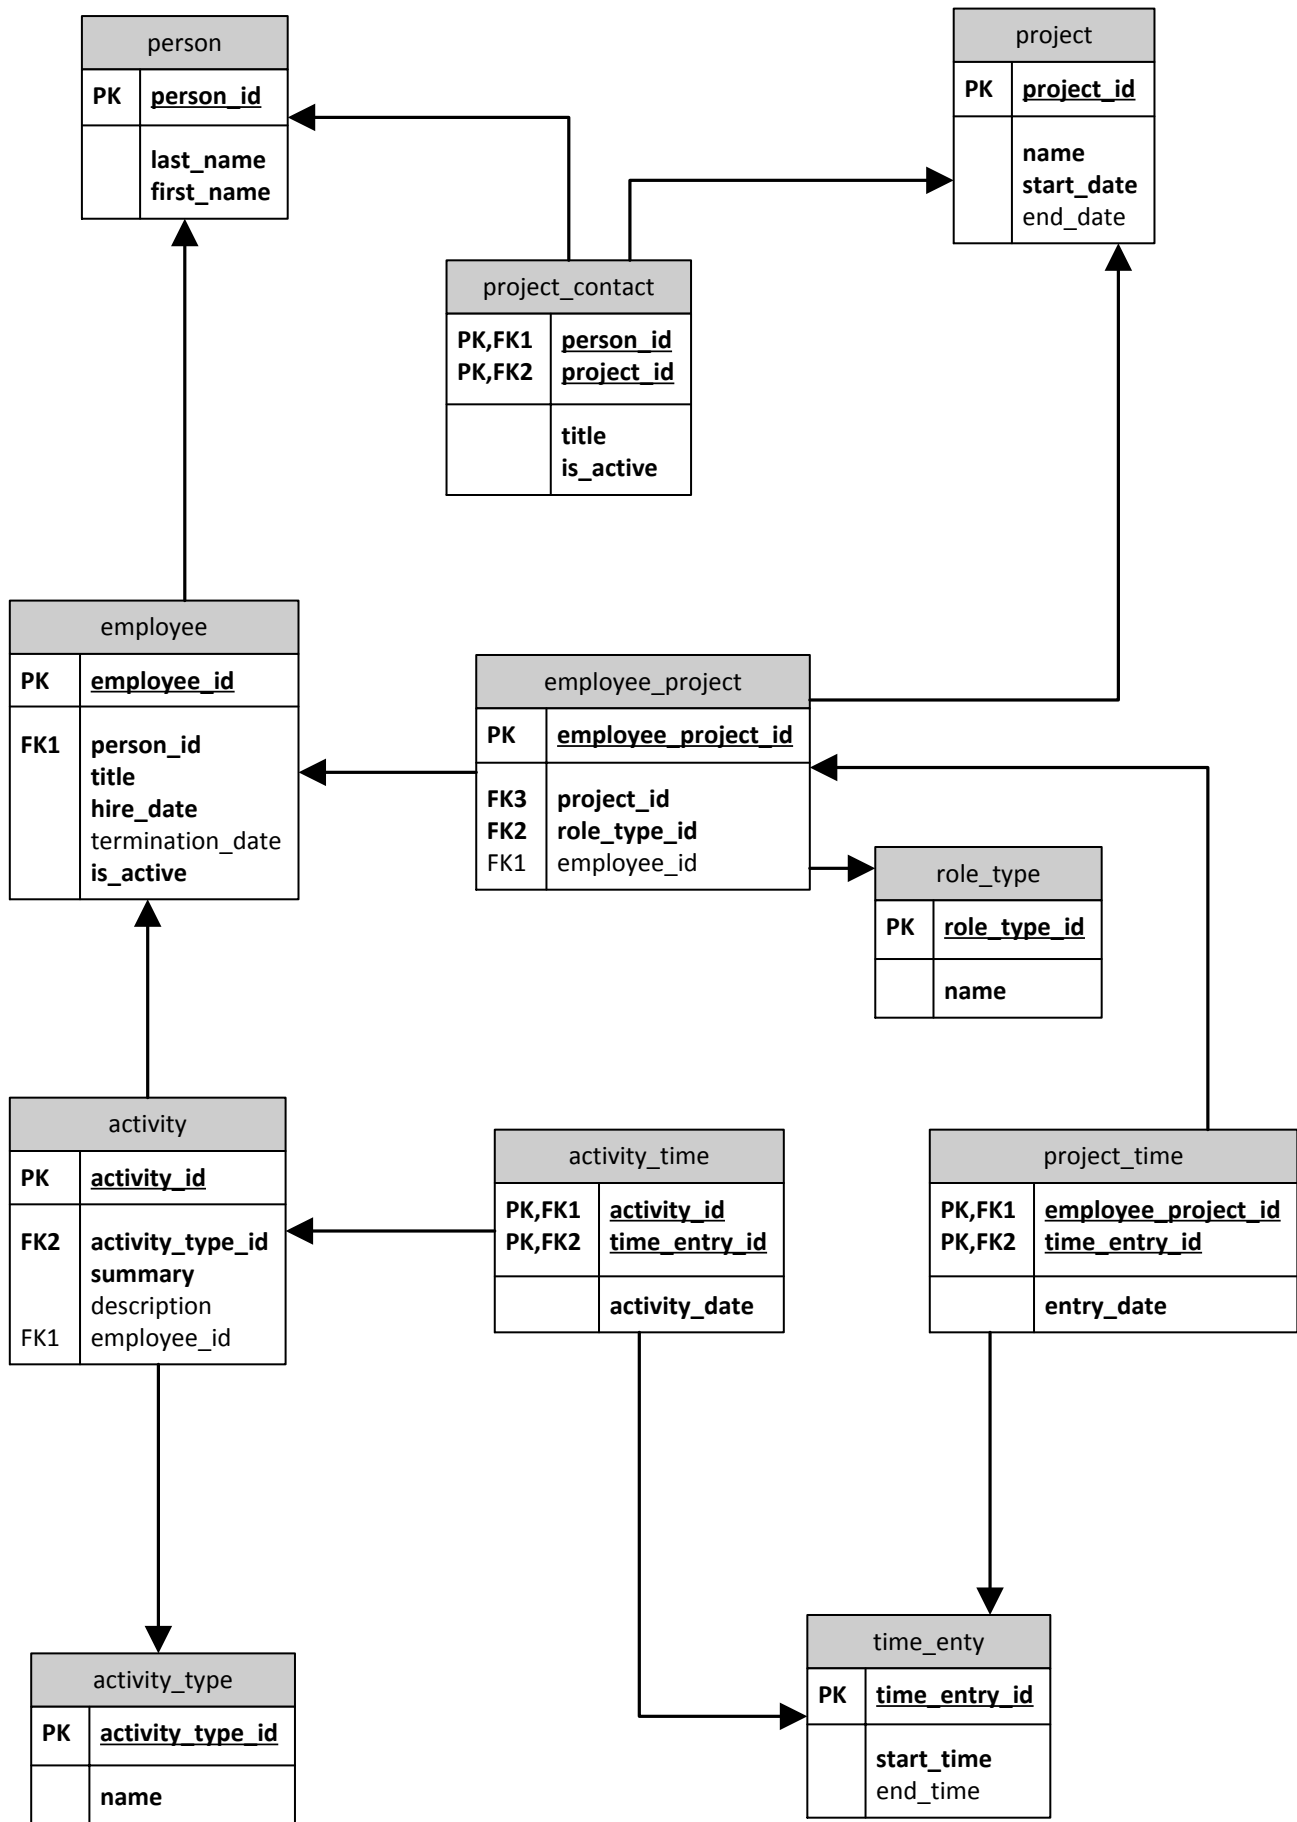 person
PK person_id
last_name
first_name
project
PK project_id
name
start_date
end_date
project_contact
PK,FK1 person_id
PK,FK2 project_id
title
is_active
employee
PK employee_id
FK1 person_id
title
hire_date
termination_date
is_active
employee_project
PK employee_project_id
FK3 project_id
FK2 role_type_id
FK1 employee_id
role_type
PK role_type_id
name
activity
PK activity_id
FK2 activity_type_id
summary
description
FK1 employee_id
activity_time
PK,FK1 activity_id
PK,FK2 time_entry_id
activity_date
project_time
PK,FK1 employee_project_id
PK,FK2 time_entry_id
entry_date
activity_type
PK activity_type_id
name
time_enty
PK time_entry_id
start_time
end_time